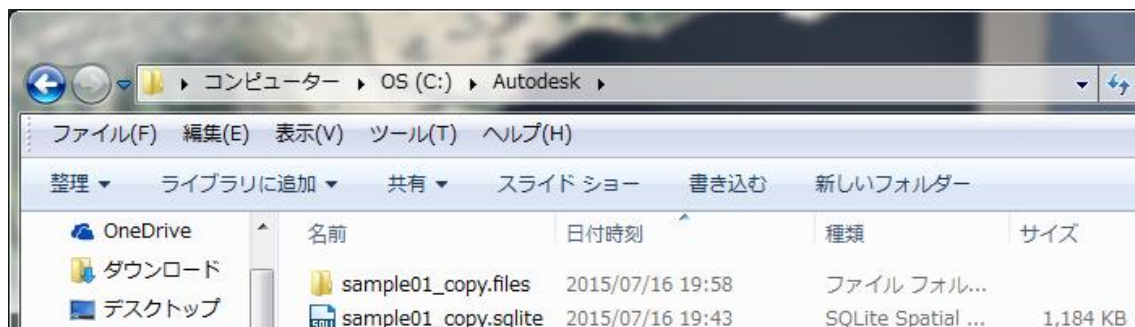 コンピューター OS (C:) Autodesk
ファイル(F) 編集(E) 表示(V) ツール(T) ヘルプ(H)
整理 ライブラリに追加 共有 スライド ショー 書き込む 新しいフォルダー
OneDrive 名前 日付時刻 種類 サイズ
ダウンロード sample01_copy.files 2015/07/16 19:58 ファイル フォル...
デスクトップ sample01_copy.sqlite 2015/07/16 19:43 SQLite Spatial ... 1,184 KB